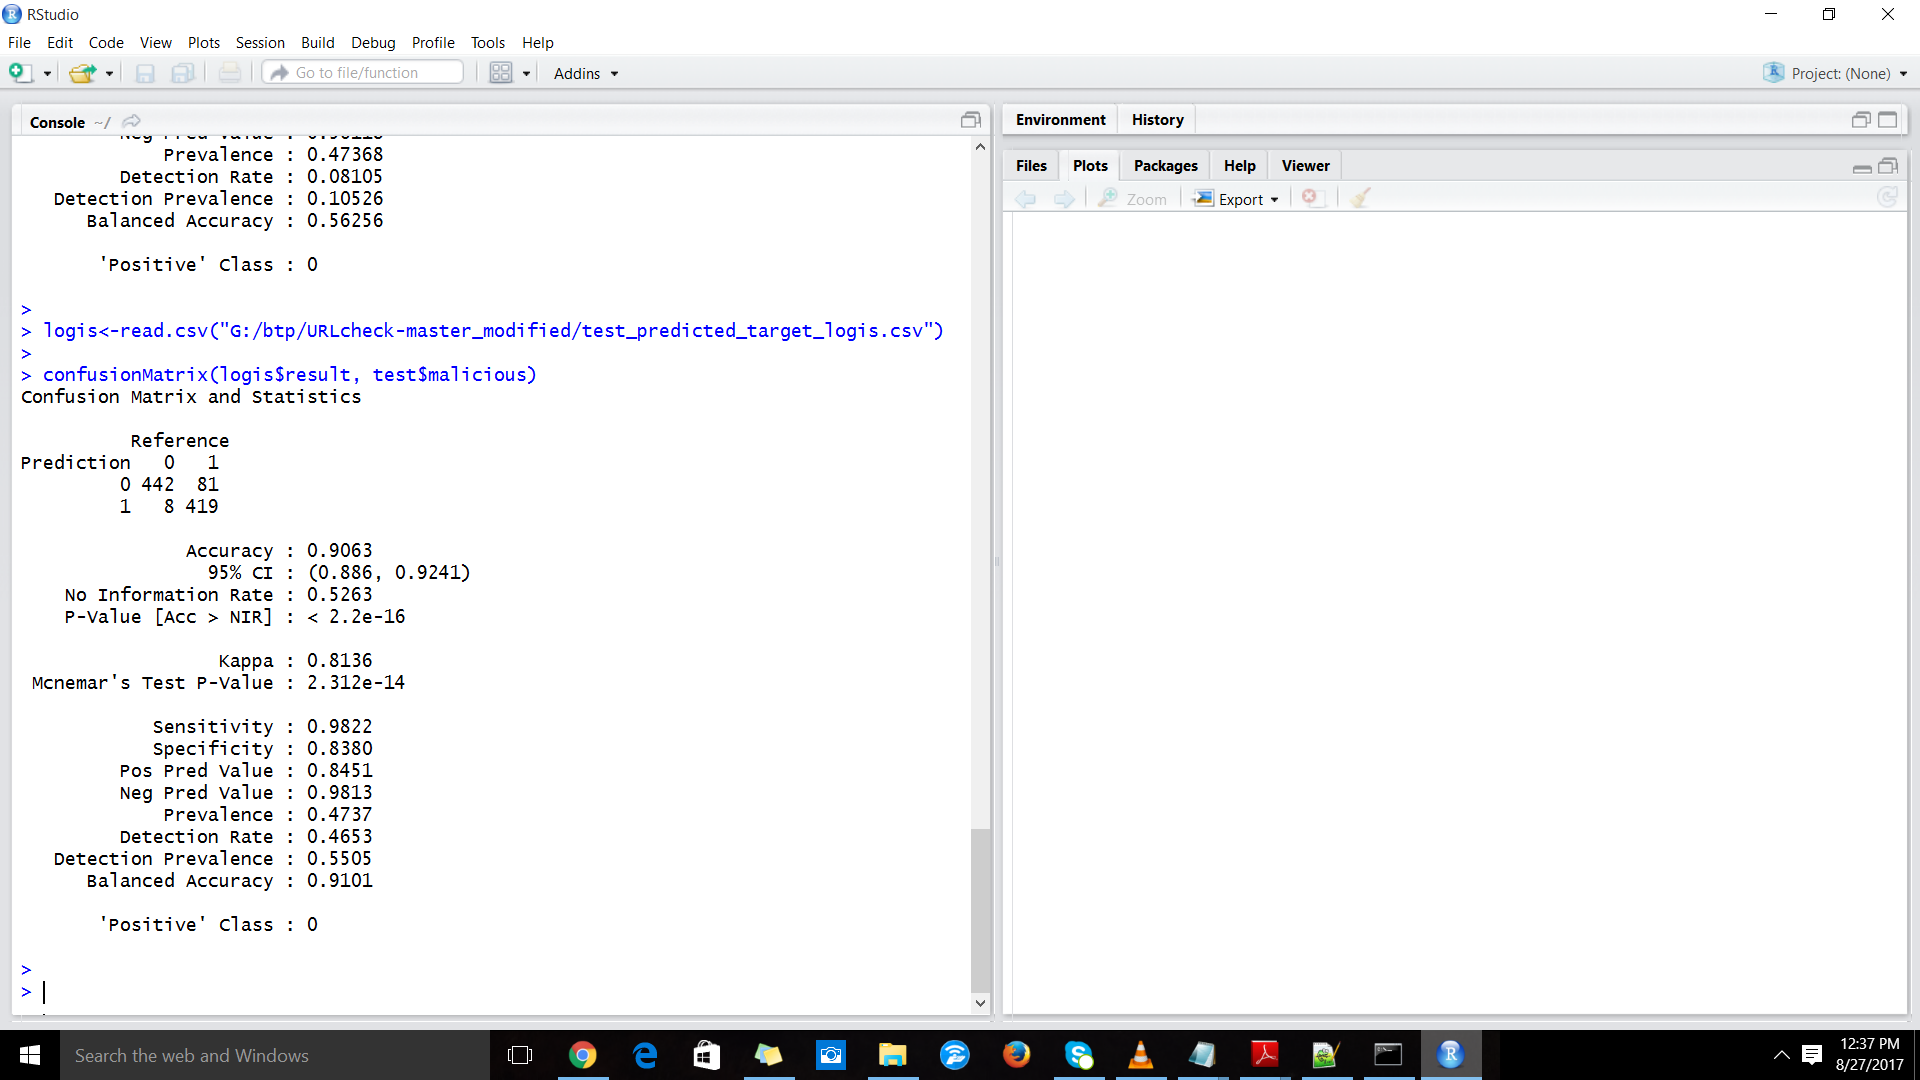 RStudio
File Edit Code View Plots Session Build Debug Profile Tools Help
Go to file/function Addins Project: (None)
Console ~/
Prevalence : 0.47368
Detection Rate : 0.08105
Detection Prevalence : 0.10526
Balanced Accuracy : 0.56256
'Positive' Class : 0
>
> logis<-read.csv("G:/btp/URLcheck-master_modified/test_predicted_target_logis.csv")
>
> confusionMatrix(logis$result, test$malicious)
Confusion Matrix and Statistics
Reference
Prediction 0 1
0 442 81
1 8 419
Accuracy : 0.9063
95% CI : (0.886, 0.9241)
No Information Rate : 0.5263
P-Value [Acc > NIR] : < 2.2e-16
Kappa : 0.8136
Mcnemar's Test P-Value : 2.312e-14
Sensitivity : 0.9822
Specificity : 0.8380
Pos Pred Value : 0.8451
Neg Pred Value : 0.9813
Prevalence : 0.4737
Detection Rate : 0.4653
Detection Prevalence : 0.5505
Balanced Accuracy : 0.9101
'Positive' Class : 0
>
>
Environment History
Files Plots Packages Help Viewer
Zoom Export
Search the web and Windows
12:37 PM
8/27/2017